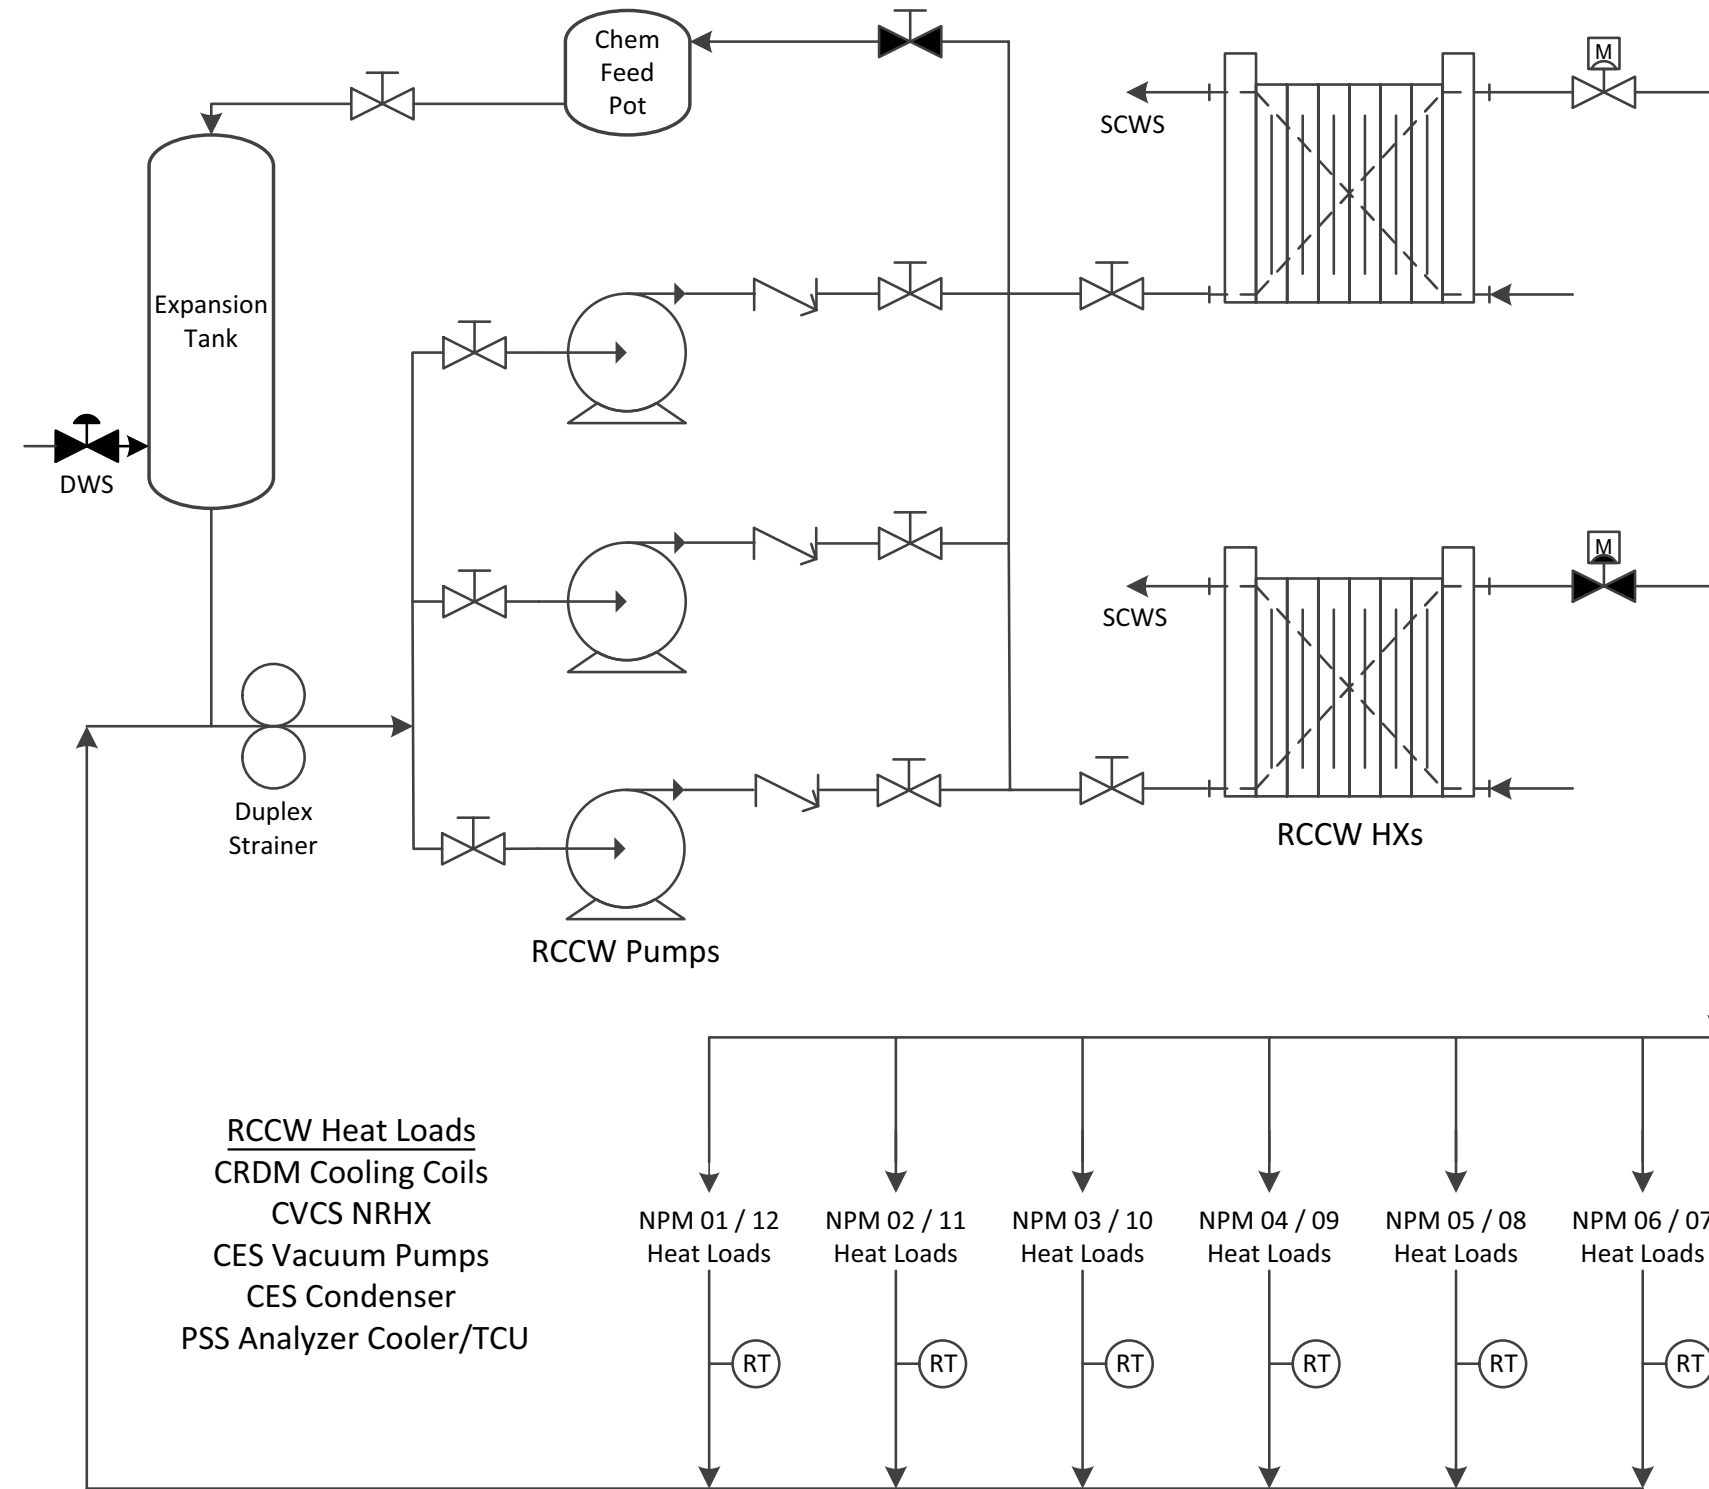 Chem
Feed
Pot
M
SCWS
Expansion
Tank
DWS
M
SCWS
Duplex
Strainer
RCCW HXs
RCCW Pumps
RCCW Heat Loads
CRDM Cooling Coils
CVCS NRHX
CES Vacuum Pumps
CES Condenser
PSS Analyzer Cooler/TCU
NPM 01 / 12
Heat Loads
NPM 02 / 11
Heat Loads
NPM 03 / 10
Heat Loads
NPM 04 / 09
Heat Loads
NPM 05 / 08
Heat Loads
NPM 06 / 07
Heat Loads
RT
RT
RT
RT
RT
RT